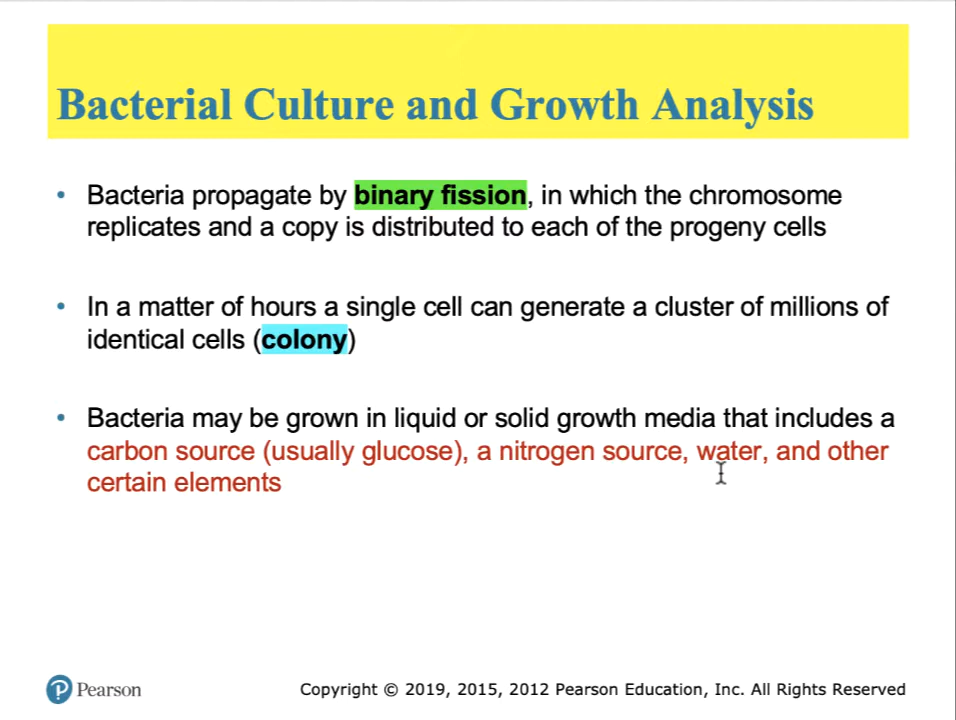 Bacterial Culture and Growth Analysis
• Bacteria propagate by binary fission, in which the chromosome
replicates and a copy is distributed to each of the progeny cells
• In a matter of hours a single cell can generate a cluster of millions of
identical cells (colony)
• Bacteria may be grown in liquid or solid growth media that includes a
carbon source (usually glucose), a nitrogen source, water, and other
certain elements
P Pearson
Copyright © 2019, 2015, 2012 Pearson Education, Inc. All Rights Reserved